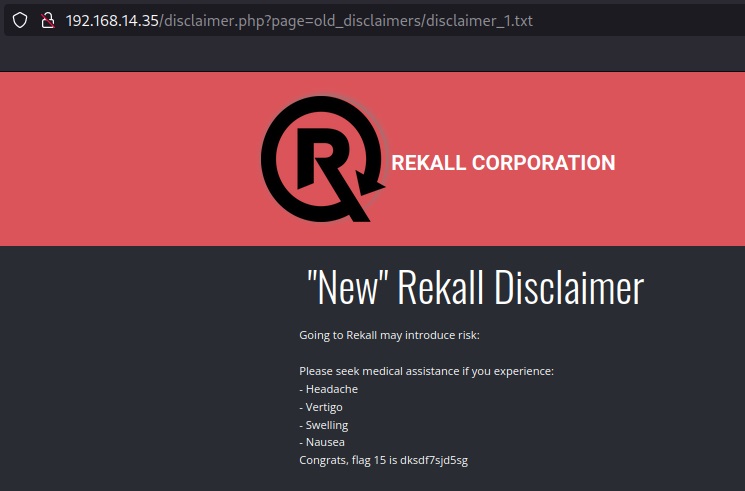 192.168.14.35/disclaimer.php?page=old_disclaimers/disclaimer_1.txt
R
REKALL CORPORATION
"New" Rekall Disclaimer
Going to Rekall may introduce risk:
Please seek medical assistance if you experience:
- Headache
- Vertigo
- Swelling
- Nausea
Congrats, flag 15 is dksdf7sjd5sg